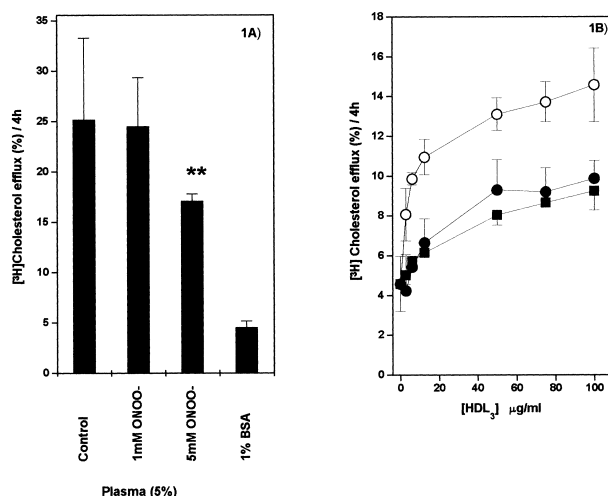 1A)
[³H]Cholesterol efflux (%) / 4h
35
30
25
20
15
10
5
0
**
Control
1mM ONOO-
5mM ONOO-
1% BSA
Plasma (5%)
1B)
[³H] Cholesterol efflux (%) / 4h
18
16
14
12
10
8
6
4
2
0
0 20 40 60 80 100
[HDL₃] µg/ml